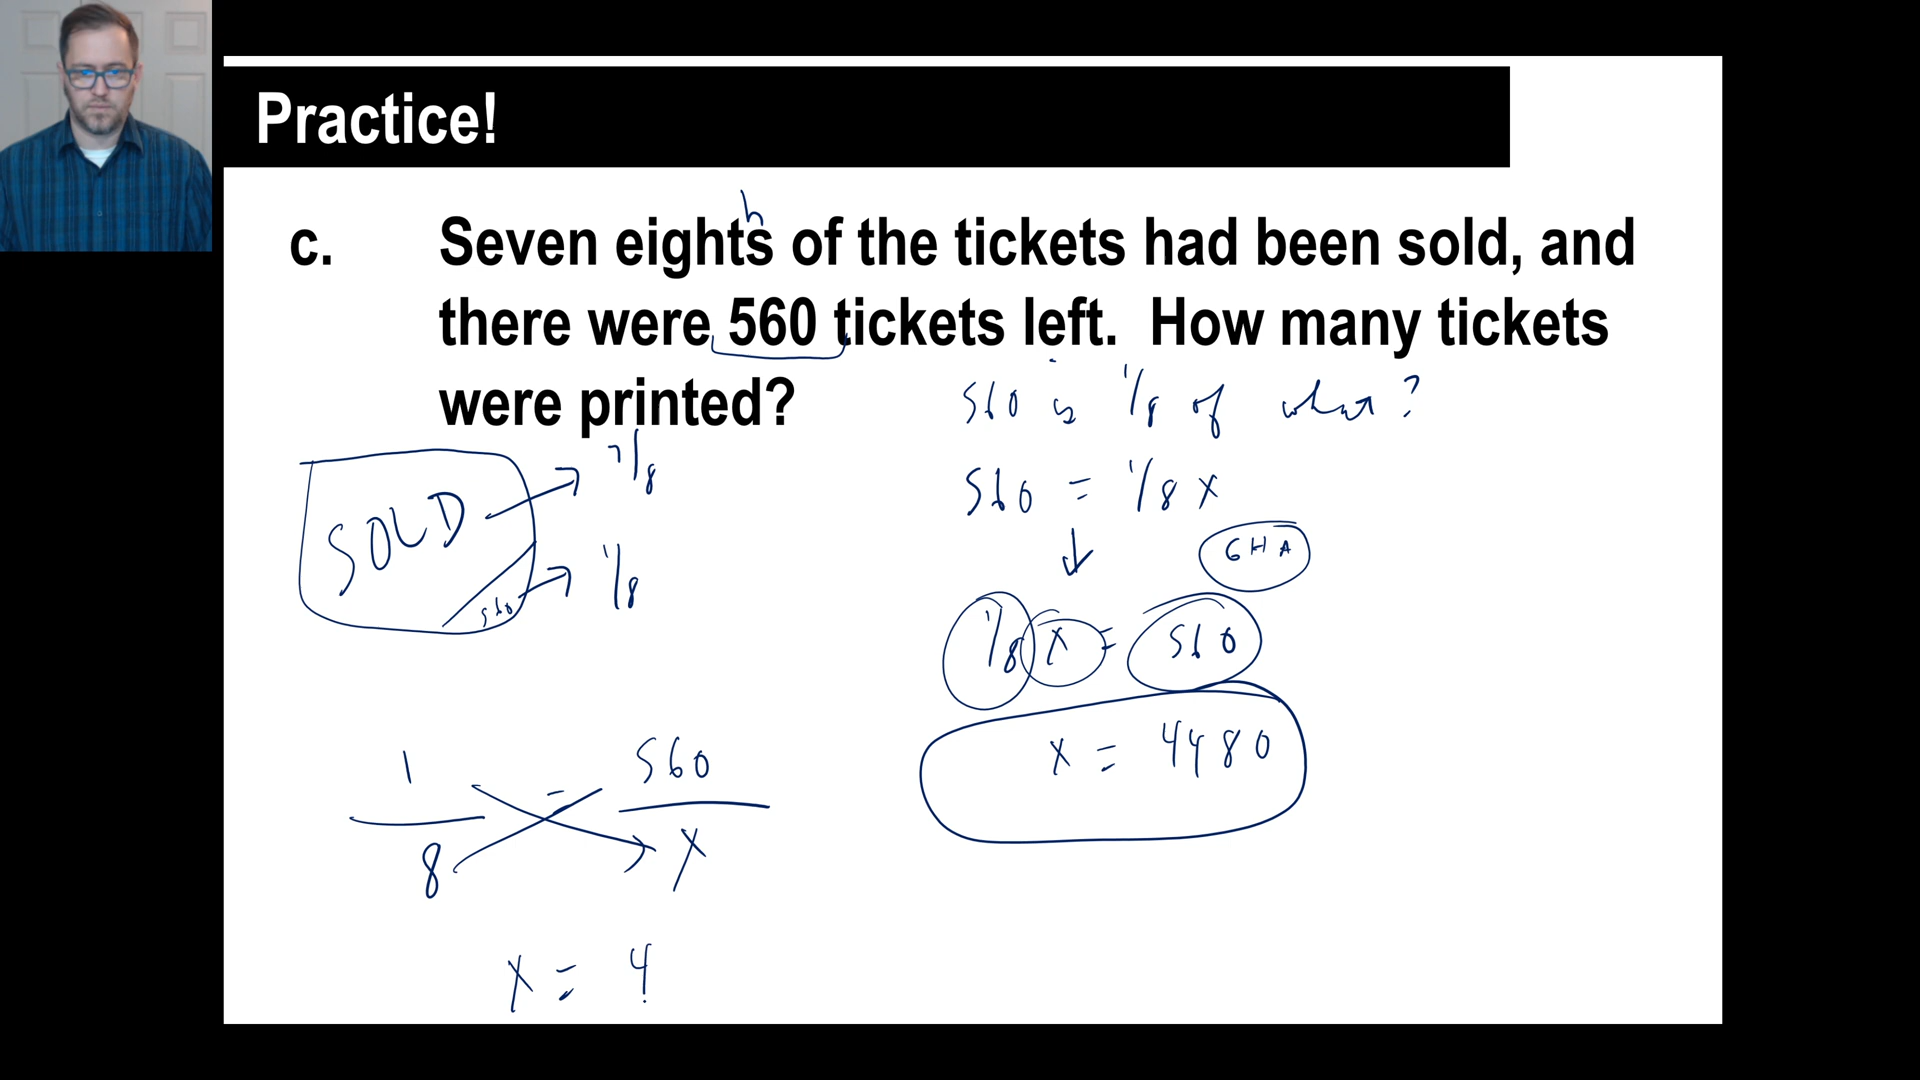 Practice!
c. Seven eights of the tickets had been sold, and
h
there were 560 tickets left. How many tickets
were printed?
560 is 1/8 of what?
7/8
SOLD
560 = 1/8 x
GHA
1/8
560
1/8 x = 560
x = 4480
1/8 = 560/x
x = 4